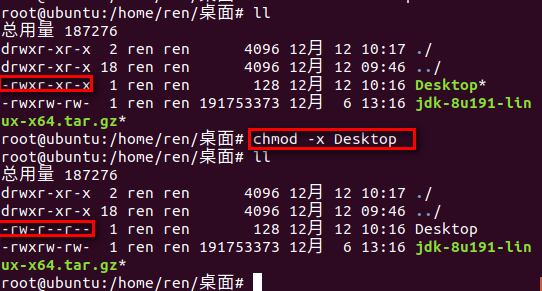 root@ubuntu:/home/ren/桌面# ll
总用量 187276
drwxr-xr-x  2 ren ren      4096 12月 12 10:17 ./
drwxr-xr-x 18 ren ren      4096 12月 12 09:46 ../
-rwxr-xr-x  1 ren ren       128 12月 12 10:16 Desktop*
-rwxrw-rw-  1 ren ren 191753373 12月  6 13:16 jdk-8u191-lin
ux-x64.tar.gz*
root@ubuntu:/home/ren/桌面# chmod -x Desktop
root@ubuntu:/home/ren/桌面# ll
总用量 187276
drwxr-xr-x  2 ren ren      4096 12月 12 10:17 ./
drwxr-xr-x 18 ren ren      4096 12月 12 09:46 ../
-rw-r--r--  1 ren ren       128 12月 12 10:16 Desktop
-rwxrw-rw-  1 ren ren 191753373 12月  6 13:16 jdk-8u191-lin
ux-x64.tar.gz*
root@ubuntu:/home/ren/桌面#